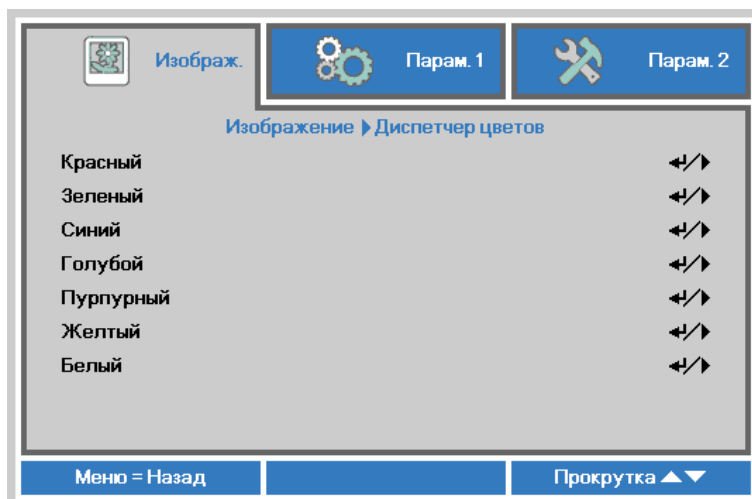 Изображ. Парам. 1 Парам. 2
Изображение Диспетчер цветов
Красный
Зеленый
Синий
Голубой
Пурпурный
Желтый
Белый
Меню = Назад Прокрутка